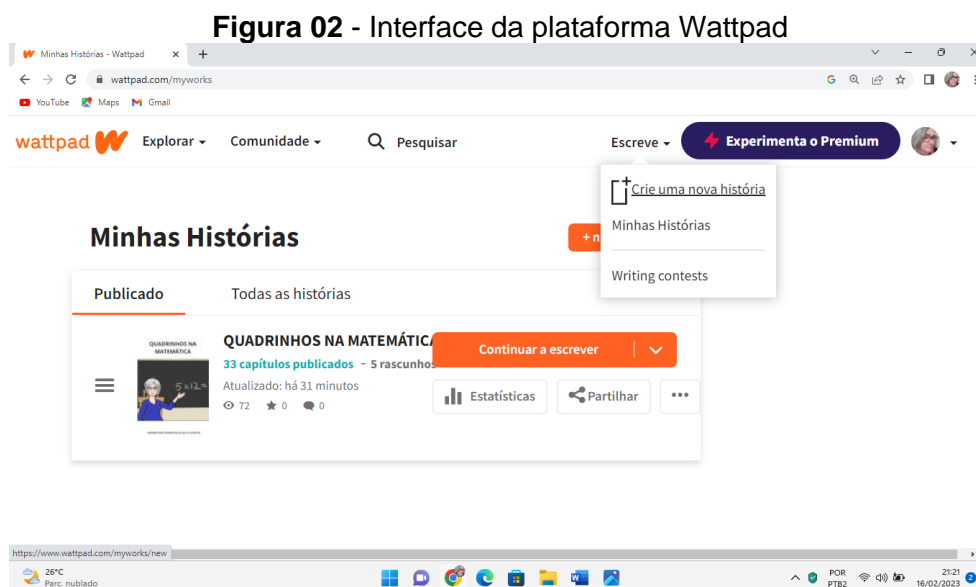 Figura 02 - Interface da plataforma Wattpad
Minhas Histórias - Wattpad
wattpad.com/myworks
YouTube Maps Gmail
wattpad Explorar Comunidade Pesquisar Escreve Experimenta o Premium
Crie uma nova história
Minhas Histórias
Writing contests
Minhas Histórias + n
Publicado Todas as histórias
QUADRINHOS NA
MATEMÁTICA
5x12=
QUADRINHOS NA MATEMÁTICA
33 capítulos publicados - 5 rascunhos
Atualizado: há 31 minutos
72 0 0
Continuar a escrever
Estatísticas Partilhar
https://www.wattpad.com/myworks/new
26°C
Parc. nublado
POR
PTB2
21:21
16/02/2023
2